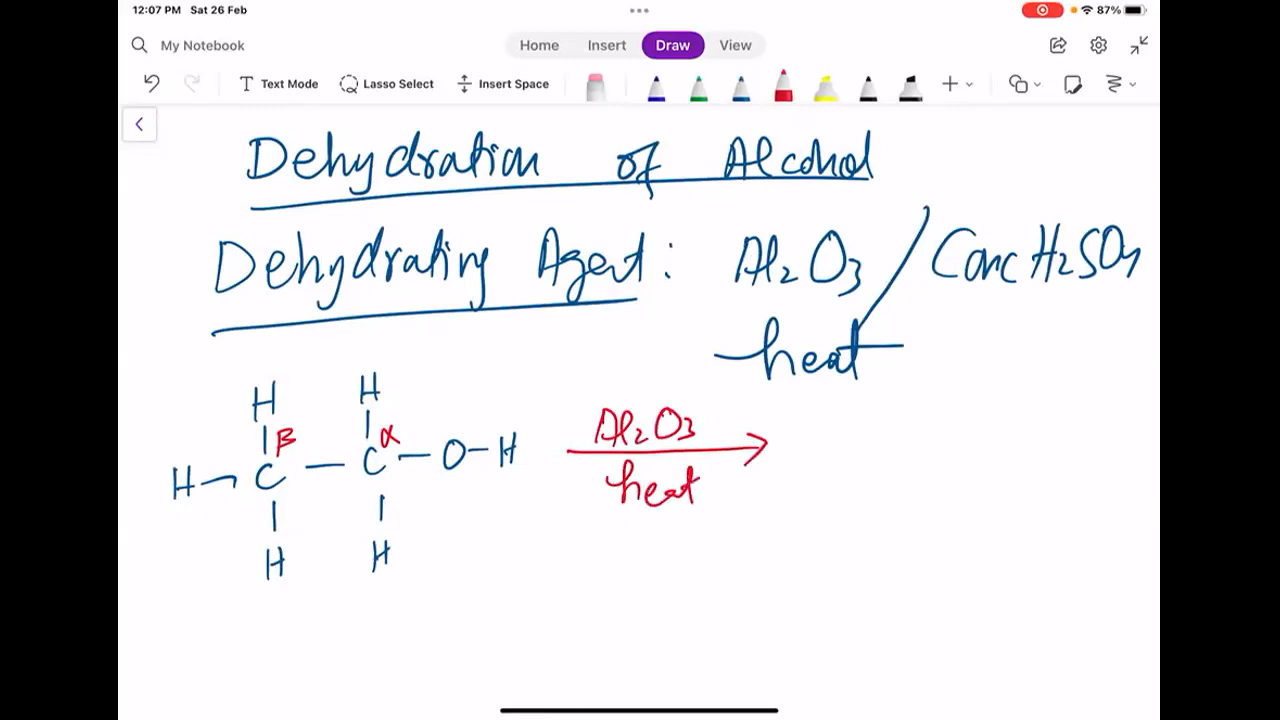 12:07 PM Sat 26 Feb 87%
My Notebook Home Insert Draw View
Text Mode Lasso Select Insert Space
Dehydration of Alcohol
Dehydrating Agent: Al₂O₃ / Conc H₂SO₄
heat
H H
β α
H - C - C - O - H Al₂O₃
heat
H H